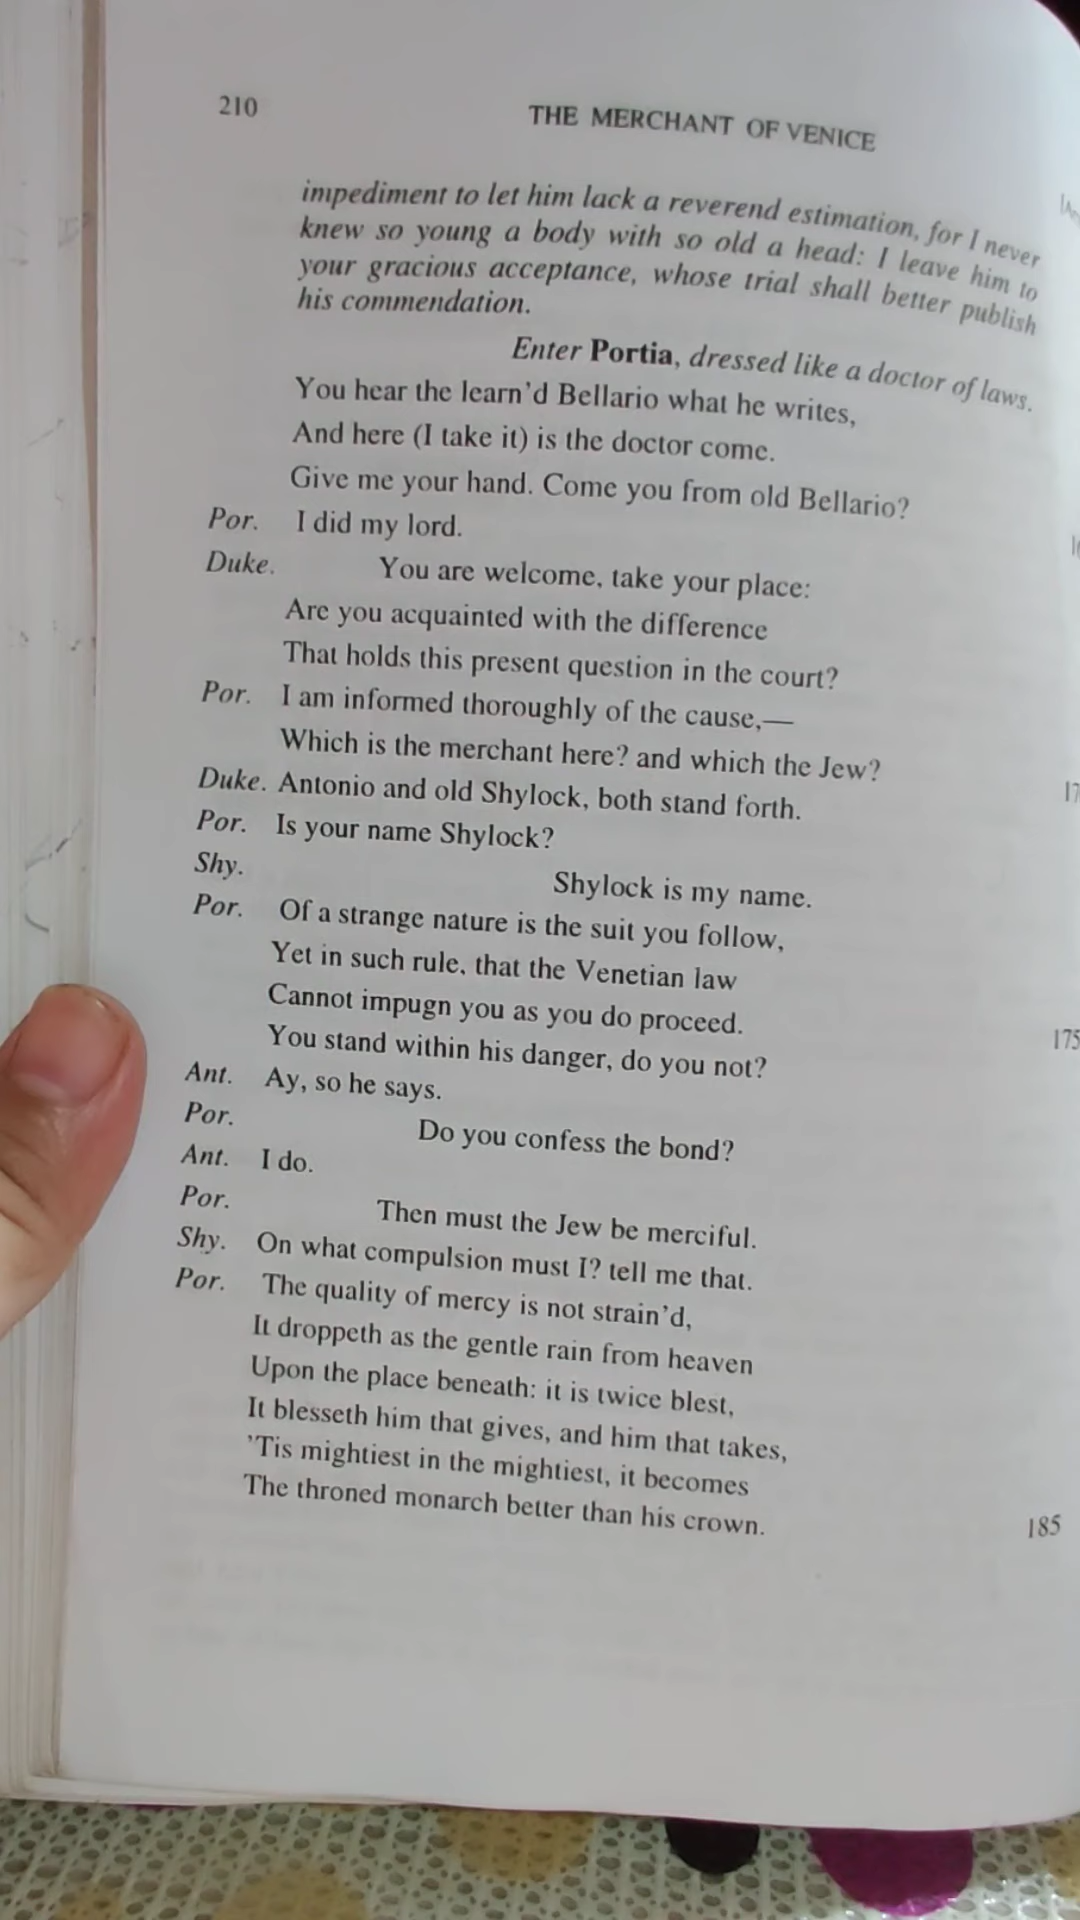 210 THE MERCHANT OF VENICE
impediment to let him lack a reverend estimation, for I never
knew so young a body with so old a head: I leave him to
your gracious acceptance, whose trial shall better publish
his commendation.
Enter Portia, dressed like a doctor of laws.
You hear the learn'd Bellario what he writes,
And here (I take it) is the doctor come.
Give me your hand. Come you from old Bellario?
Por. I did my lord.
Duke. You are welcome, take your place:
Are you acquainted with the difference
That holds this present question in the court?
Por. I am informed thoroughly of the cause,—
Which is the merchant here? and which the Jew?
Duke. Antonio and old Shylock, both stand forth.
Por. Is your name Shylock?
Shy. Shylock is my name.
Por. Of a strange nature is the suit you follow,
Yet in such rule, that the Venetian law
Cannot impugn you as you do proceed.
You stand within his danger, do you not? 175
Ant. Ay, so he says.
Por. Do you confess the bond?
Ant. I do.
Por. Then must the Jew be merciful.
Shy. On what compulsion must I? tell me that.
Por. The quality of mercy is not strain'd,
It droppeth as the gentle rain from heaven
Upon the place beneath: it is twice blest,
It blesseth him that gives, and him that takes,
'Tis mightiest in the mightiest, it becomes
The throned monarch better than his crown. 185